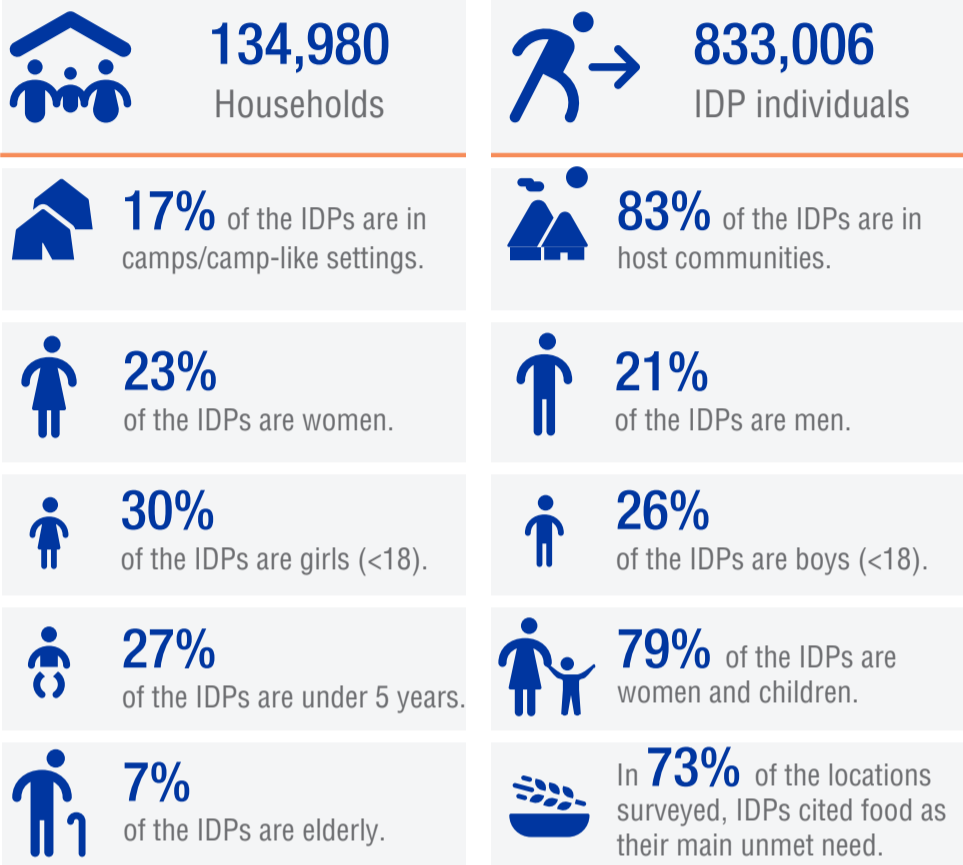 134,980
Households
833,006
IDP individuals
17% of the IDPs are in
camps/camp-like settings.
83% of the IDPs are in
host communities.
23%
of the IDPs are women.
21%
of the IDPs are men.
30%
of the IDPs are girls (<18).
26%
of the IDPs are boys (<18).
27%
of the IDPs are under 5 years.
79% of the IDPs are
women and children.
7%
of the IDPs are elderly.
In 73% of the locations
surveyed, IDPs cited food as
their main unmet need.